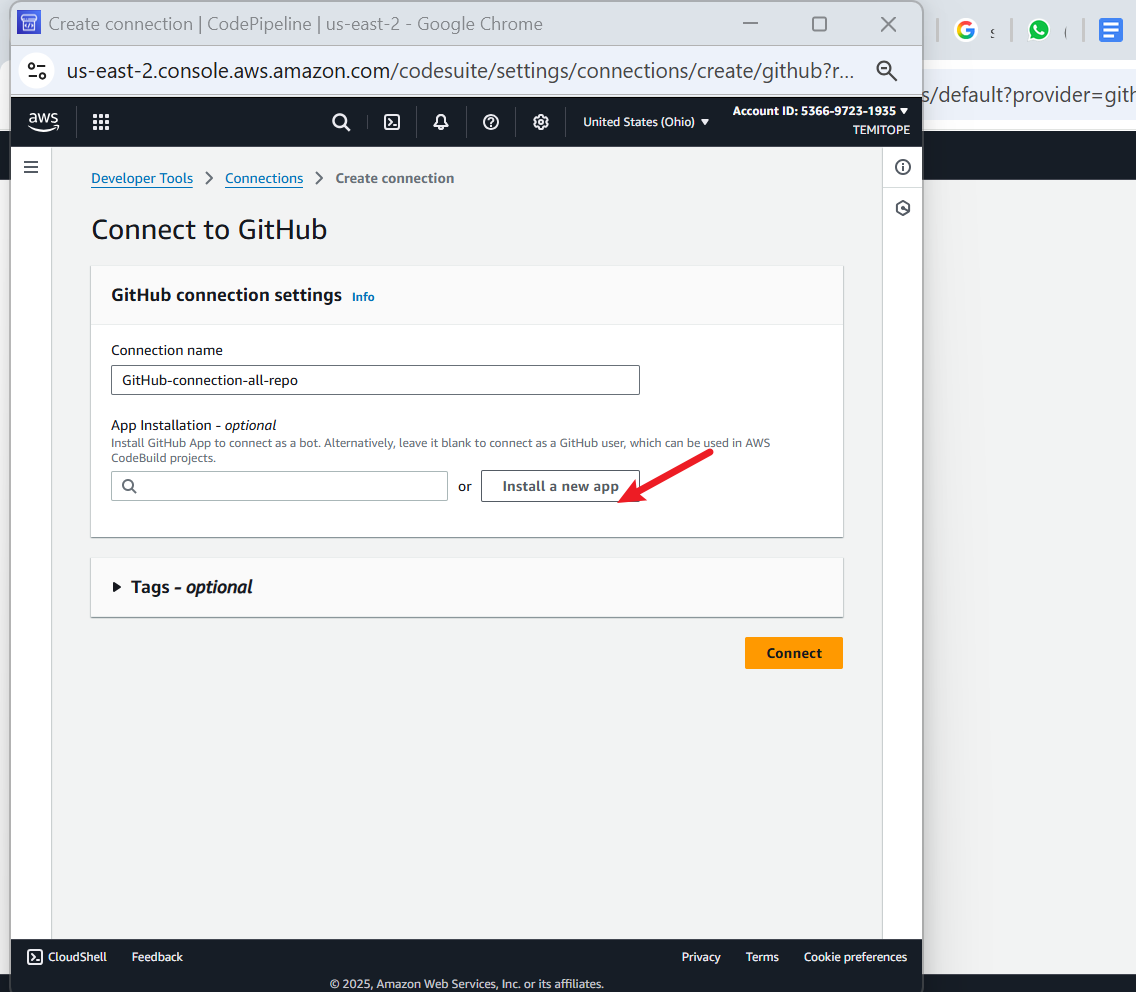 Create connection | CodePipeline | us-east-2 - Google Chrome
us-east-2.console.aws.amazon.com/codesuite/settings/connections/create/github?r...
s/default?provider=gith
aws
United States (Ohio)
Account ID: 5366-9723-1935
TEMITOPE
Developer Tools
Connections
Create connection
Connect to GitHub
GitHub connection settings Info
Connection name
GitHub-connection-all-repo
App Installation - optional
Install GitHub App to connect as a bot. Alternatively, leave it blank to connect as a GitHub user, which can be used in AWS
CodeBuild projects.
or
Install a new app
Tags - optional
Connect
CloudShell
Feedback
Privacy
Terms
Cookie preferences
© 2025, Amazon Web Services, Inc. or its affiliates.